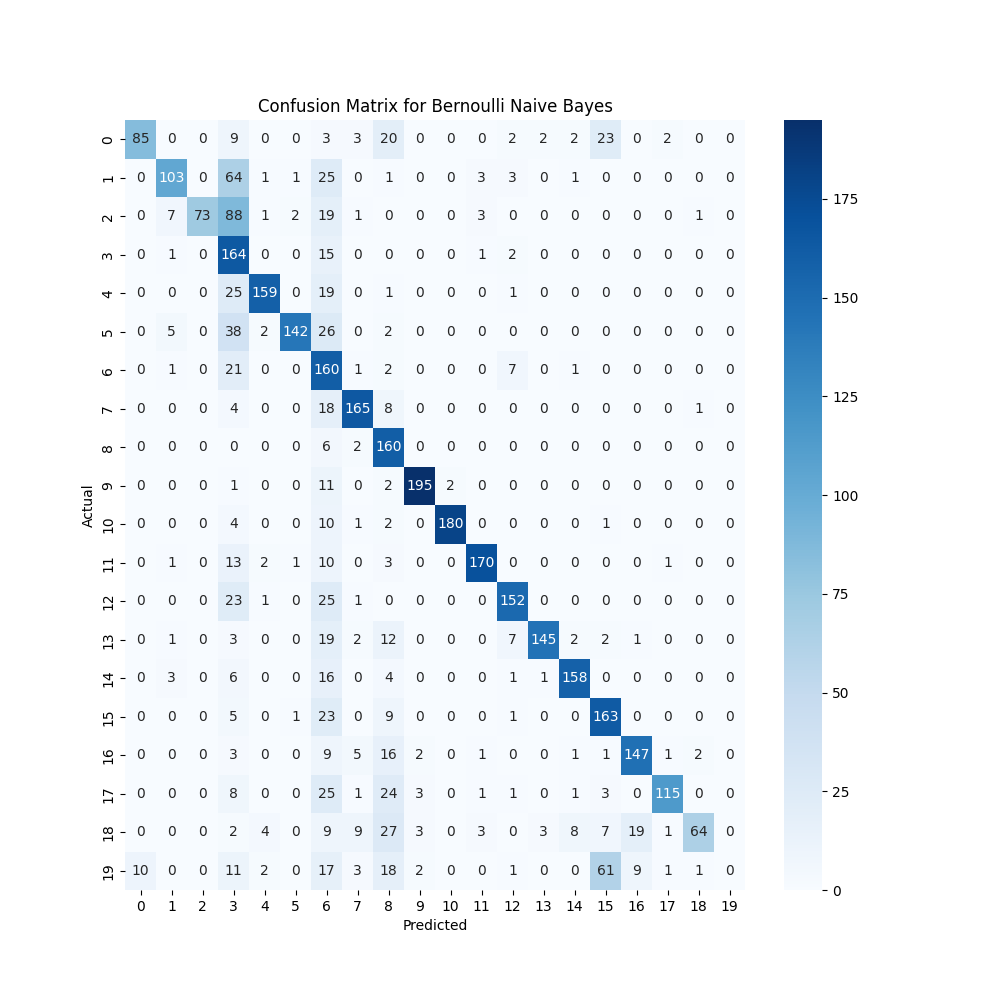 Confusion Matrix for Bernoulli Naive Bayes
0 85 0 0 9 0 0 3 3 20 0 0 0 2 2 2 23 0 2 0 0
1 0 103 0 64 1 1 25 0 1 0 0 3 3 0 1 0 0 0 0 0
2 0 7 73 88 1 2 19 1 0 0 0 3 0 0 0 0 0 0 1 0
3 0 1 0 164 0 0 15 0 0 0 0 1 2 0 0 0 0 0 0 0
4 0 0 0 25 159 0 19 0 1 0 0 0 1 0 0 0 0 0 0 0
5 0 5 0 38 2 142 26 0 2 0 0 0 0 0 0 0 0 0 0 0
6 0 1 0 21 0 0 160 1 2 0 0 0 7 0 1 0 0 0 0 0
7 0 0 0 4 0 0 18 165 8 0 0 0 0 0 0 0 0 0 1 0
8 0 0 0 0 0 0 6 2 160 0 0 0 0 0 0 0 0 0 0 0
9 0 0 0 1 0 0 11 0 2 195 2 0 0 0 0 0 0 0 0 0
10 0 0 0 4 0 0 10 1 2 0 180 0 0 0 0 1 0 0 0 0
11 0 1 0 13 2 1 10 0 3 0 0 170 0 0 0 0 0 1 0 0
12 0 0 0 23 1 0 25 1 0 0 0 0 152 0 0 0 0 0 0 0
13 0 1 0 3 0 0 19 2 12 0 0 0 7 145 2 2 1 0 0 0
14 0 3 0 6 0 0 16 0 4 0 0 0 1 1 158 0 0 0 0 0
15 0 0 0 5 0 1 23 0 9 0 0 0 1 0 0 163 0 0 0 0
16 0 0 0 3 0 0 9 5 16 2 0 1 0 0 1 1 147 1 2 0
17 0 0 0 8 0 0 25 1 24 3 0 1 1 0 1 3 0 115 0 0
18 0 0 0 2 4 0 9 9 27 3 0 3 0 3 8 7 19 1 64 0
19 10 0 0 11 2 0 17 3 18 2 0 0 1 0 0 61 9 1 1 0
0 1 2 3 4 5 6 7 8 9 10 11 12 13 14 15 16 17 18 19
Predicted
Actual
175
150
125
100
75
50
25
0